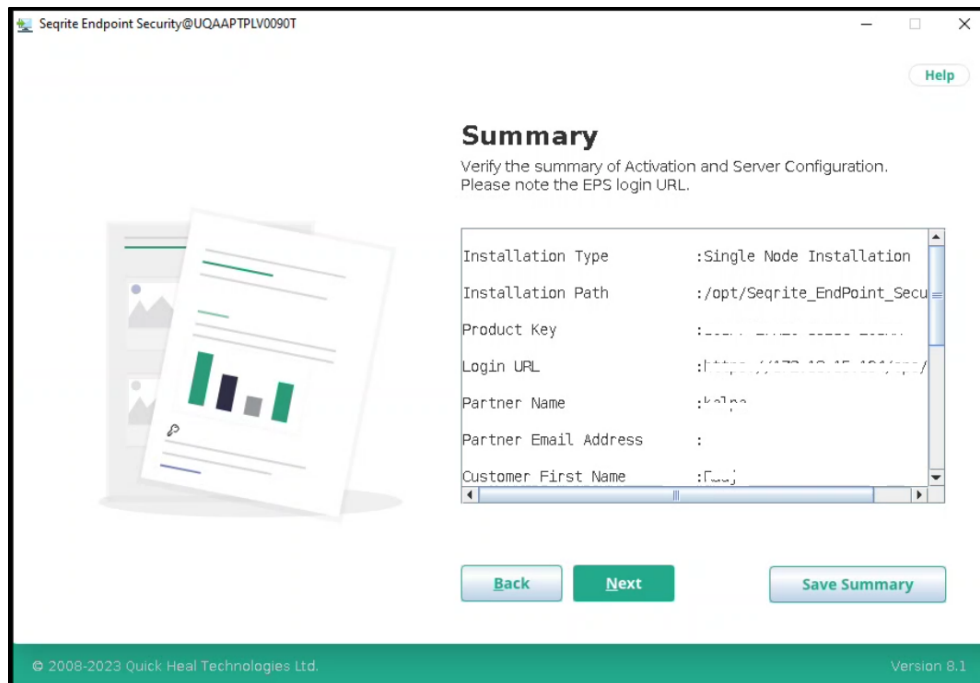 Seqrite Endpoint Security@UQAAPTPLV0090T
Help
Summary
Verify the summary of Activation and Server Configuration.
Please note the EPS login URL.
Installation Type :Single Node Installation
Installation Path :/opt/Seqrite_EndPoint_Secu
Product Key :
Login URL :
Partner Name :
Partner Email Address :
Customer First Name :
Back Next Save Summary
© 2008-2023 Quick Heal Technologies Ltd. Version 8.1